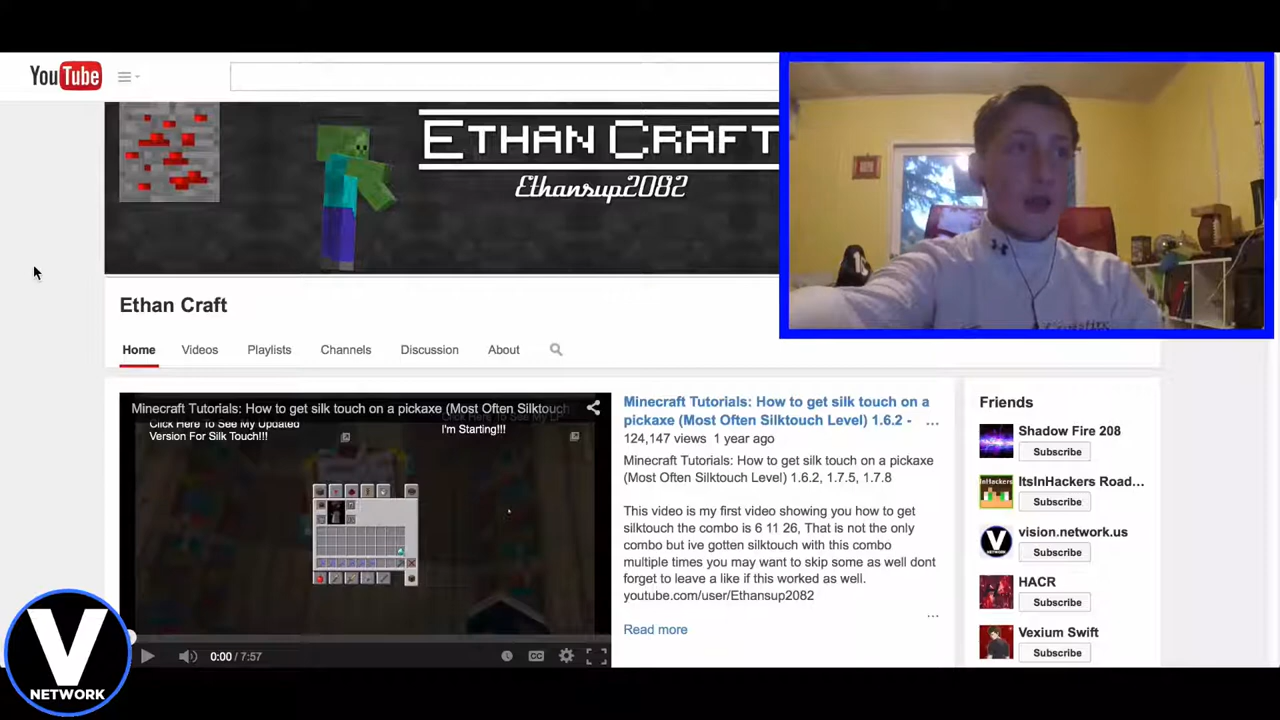 YouTube
ETHAN CRAFT
Ethansup2082
Ethan Craft
Home
Videos
Playlists
Channels
Discussion
About
Minecraft Tutorials: How to get silk touch on a pickaxe (Most Often Silktouch
Click Here To See My Updated
Version For Silk Touch!!!
Click Here To See My LP
I'm Starting!!!
0:00 / 7:57
CC
Minecraft Tutorials: How to get silk touch on a
pickaxe (Most Often Silktouch Level) 1.6.2 - ...
124,147 views 1 year ago
Minecraft Tutorials: How to get silk touch on a pickaxe
(Most Often Silktouch Level) 1.6.2, 1.7.5, 1.7.8
This video is my first video showing you how to get
silktouch the combo is 6 11 26, That is not the only
combo but ive gotten silktouch with this combo
multiple times you may want to skip some as well dont
forget to leave a like if this worked as well.
youtube.com/user/Ethansup2082
...
Read more
Friends
Shadow Fire 208
Subscribe
ItsInHackers Road...
Subscribe
vision.network.us
Subscribe
HACR
Subscribe
Vexium Swift
Subscribe
V
NETWORK